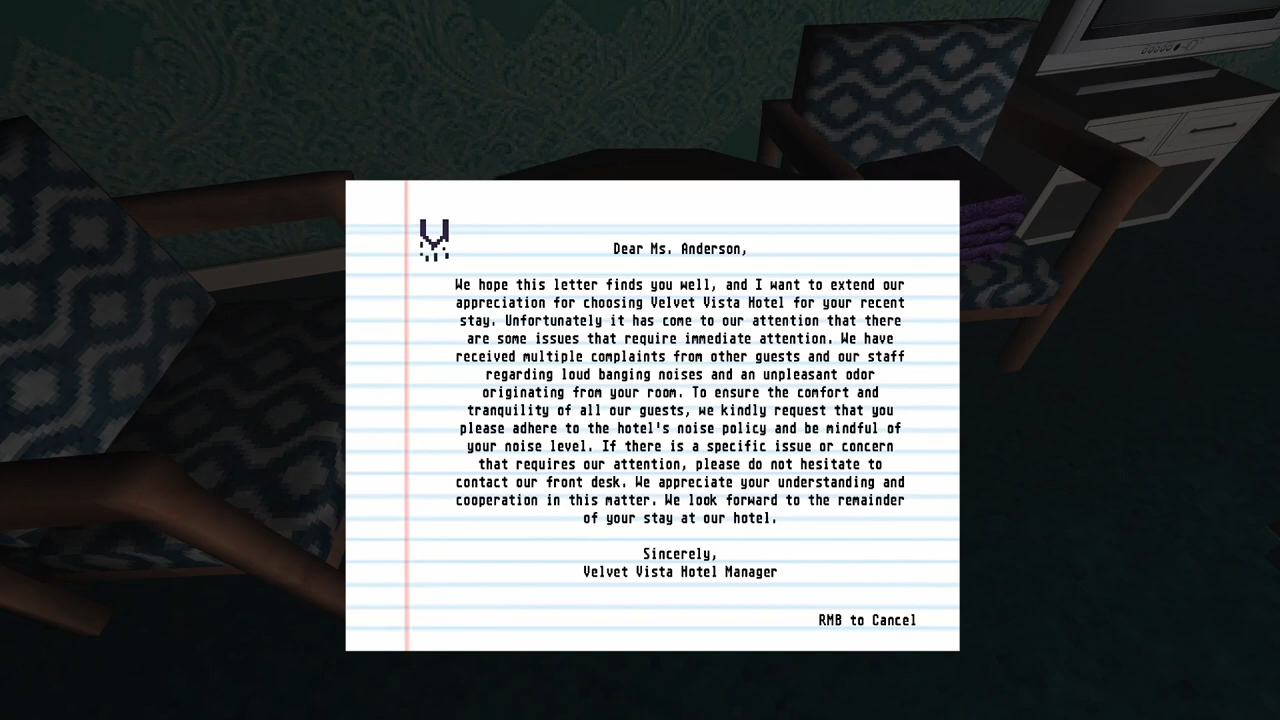 Dear Ms. Anderson,
We hope this letter finds you well, and I want to extend our
appreciation for choosing Velvet Vista Hotel for your recent
stay. Unfortunately it has come to our attention that there
are some issues that require immediate attention. We have
received multiple complaints from other guests and our staff
regarding loud banging noises and an unpleasant odor
originating from your room. To ensure the comfort and
tranquility of all our guests, we kindly request that you
please adhere to the hotel's noise policy and be mindful of
your noise level. If there is a specific issue or concern
that requires our attention, please do not hesitate to
contact our front desk. We appreciate your understanding and
cooperation in this matter. We look forward to the remainder
of your stay at our hotel.
Sincerely,
Velvet Vista Hotel Manager
RMB to Cancel